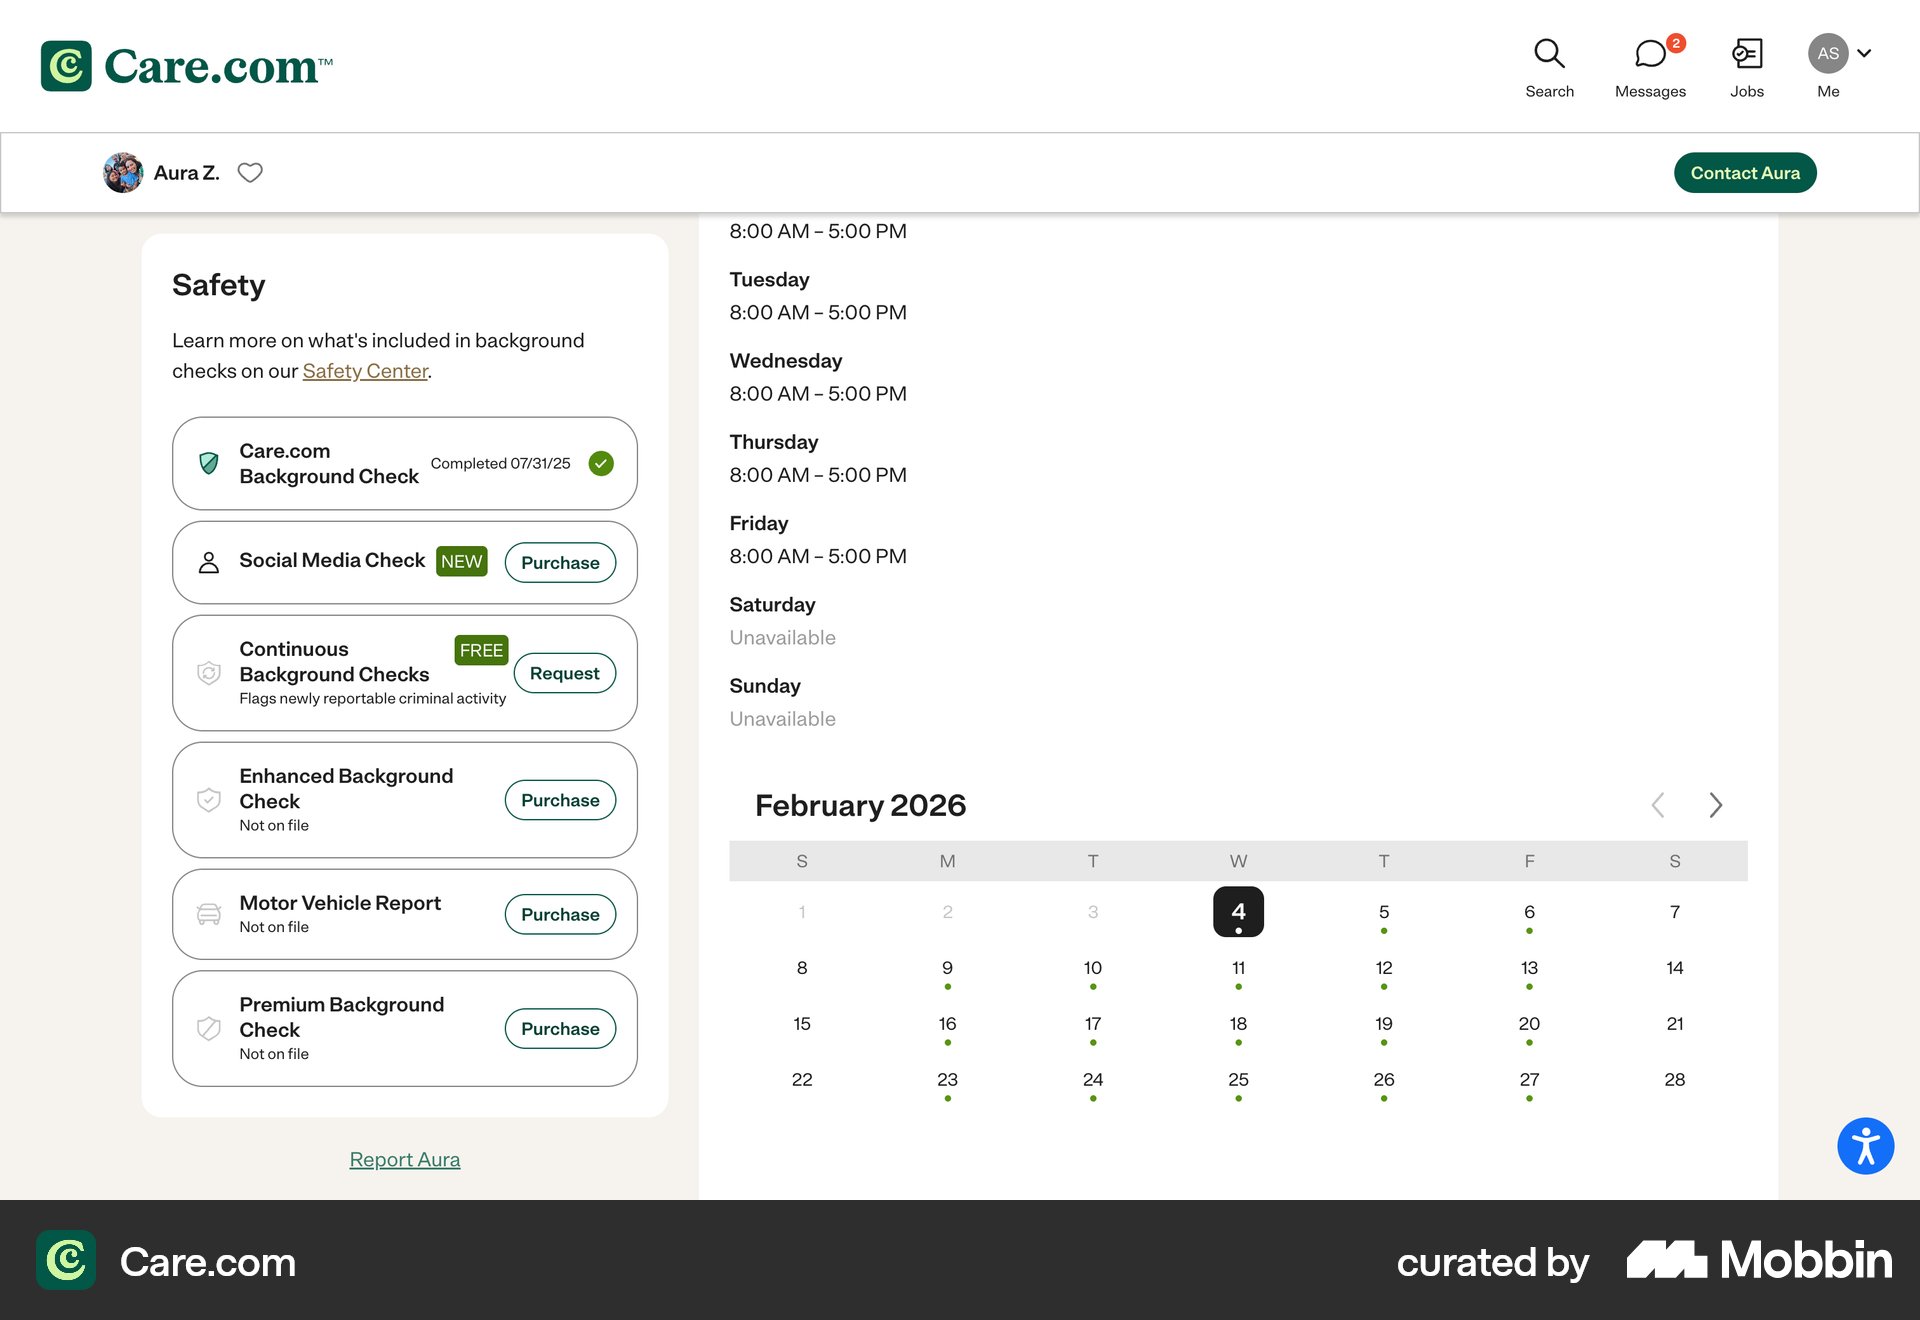 Care.com™
Search
Messages
2
Jobs
AS
Me
Aura Z.
Contact Aura
Safety
Learn more on what's included in background
checks on our Safety Center.
Care.com
Background Check
Completed 07/31/25
Social Media Check
NEW
Purchase
Continuous
Background Checks
FREE
Flags newly reportable criminal activity
Request
Enhanced Background
Check
Not on file
Purchase
Motor Vehicle Report
Not on file
Purchase
Premium Background
Check
Not on file
Purchase
Report Aura
8:00 AM – 5:00 PM
Tuesday
8:00 AM – 5:00 PM
Wednesday
8:00 AM – 5:00 PM
Thursday
8:00 AM – 5:00 PM
Friday
8:00 AM – 5:00 PM
Saturday
Unavailable
Sunday
Unavailable
February 2026
S M T W T F S
1 2 3 4 5 6 7
8 9 10 11 12 13 14
15 16 17 18 19 20 21
22 23 24 25 26 27 28
Care.com
curated by Mobbin